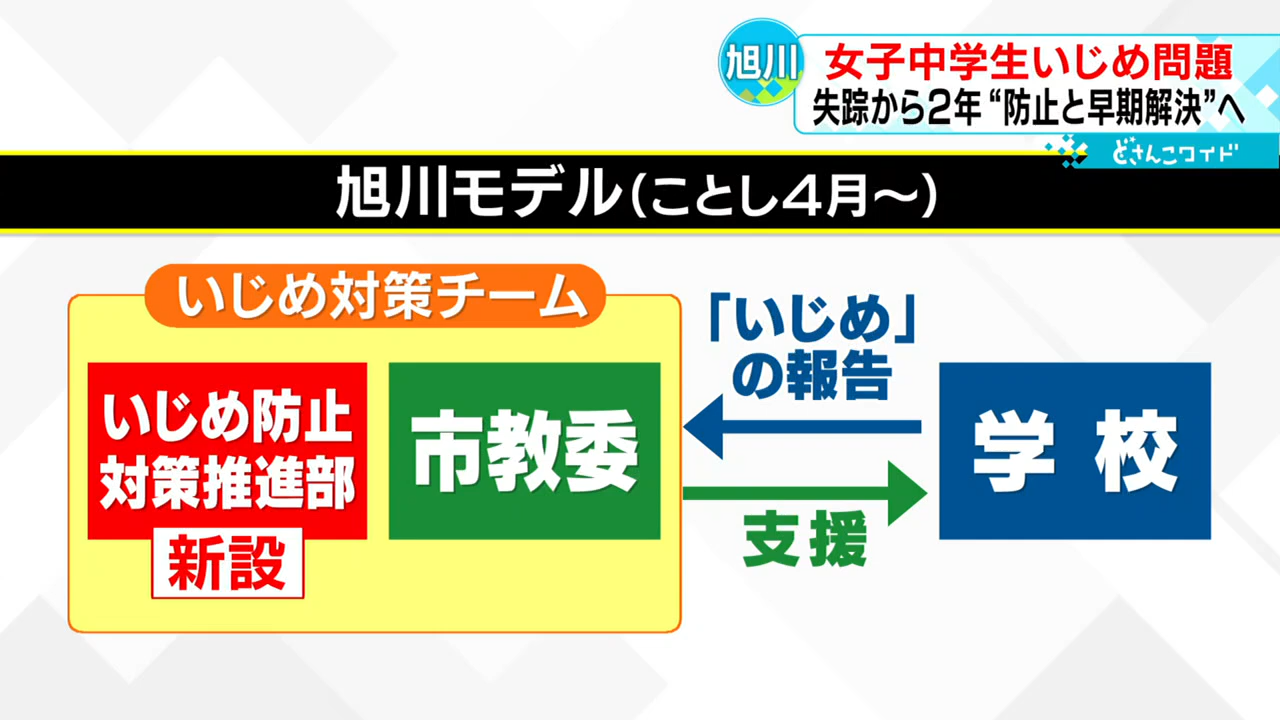 旭川
女子中学生いじめ問題
失踪から2年“防止と早期解決”へ
どさんこワイド
旭川モデル(ことし4月～)
いじめ対策チーム
いじめ防止
対策推進部
新設
市教委
「いじめ」
の報告
支援
学校